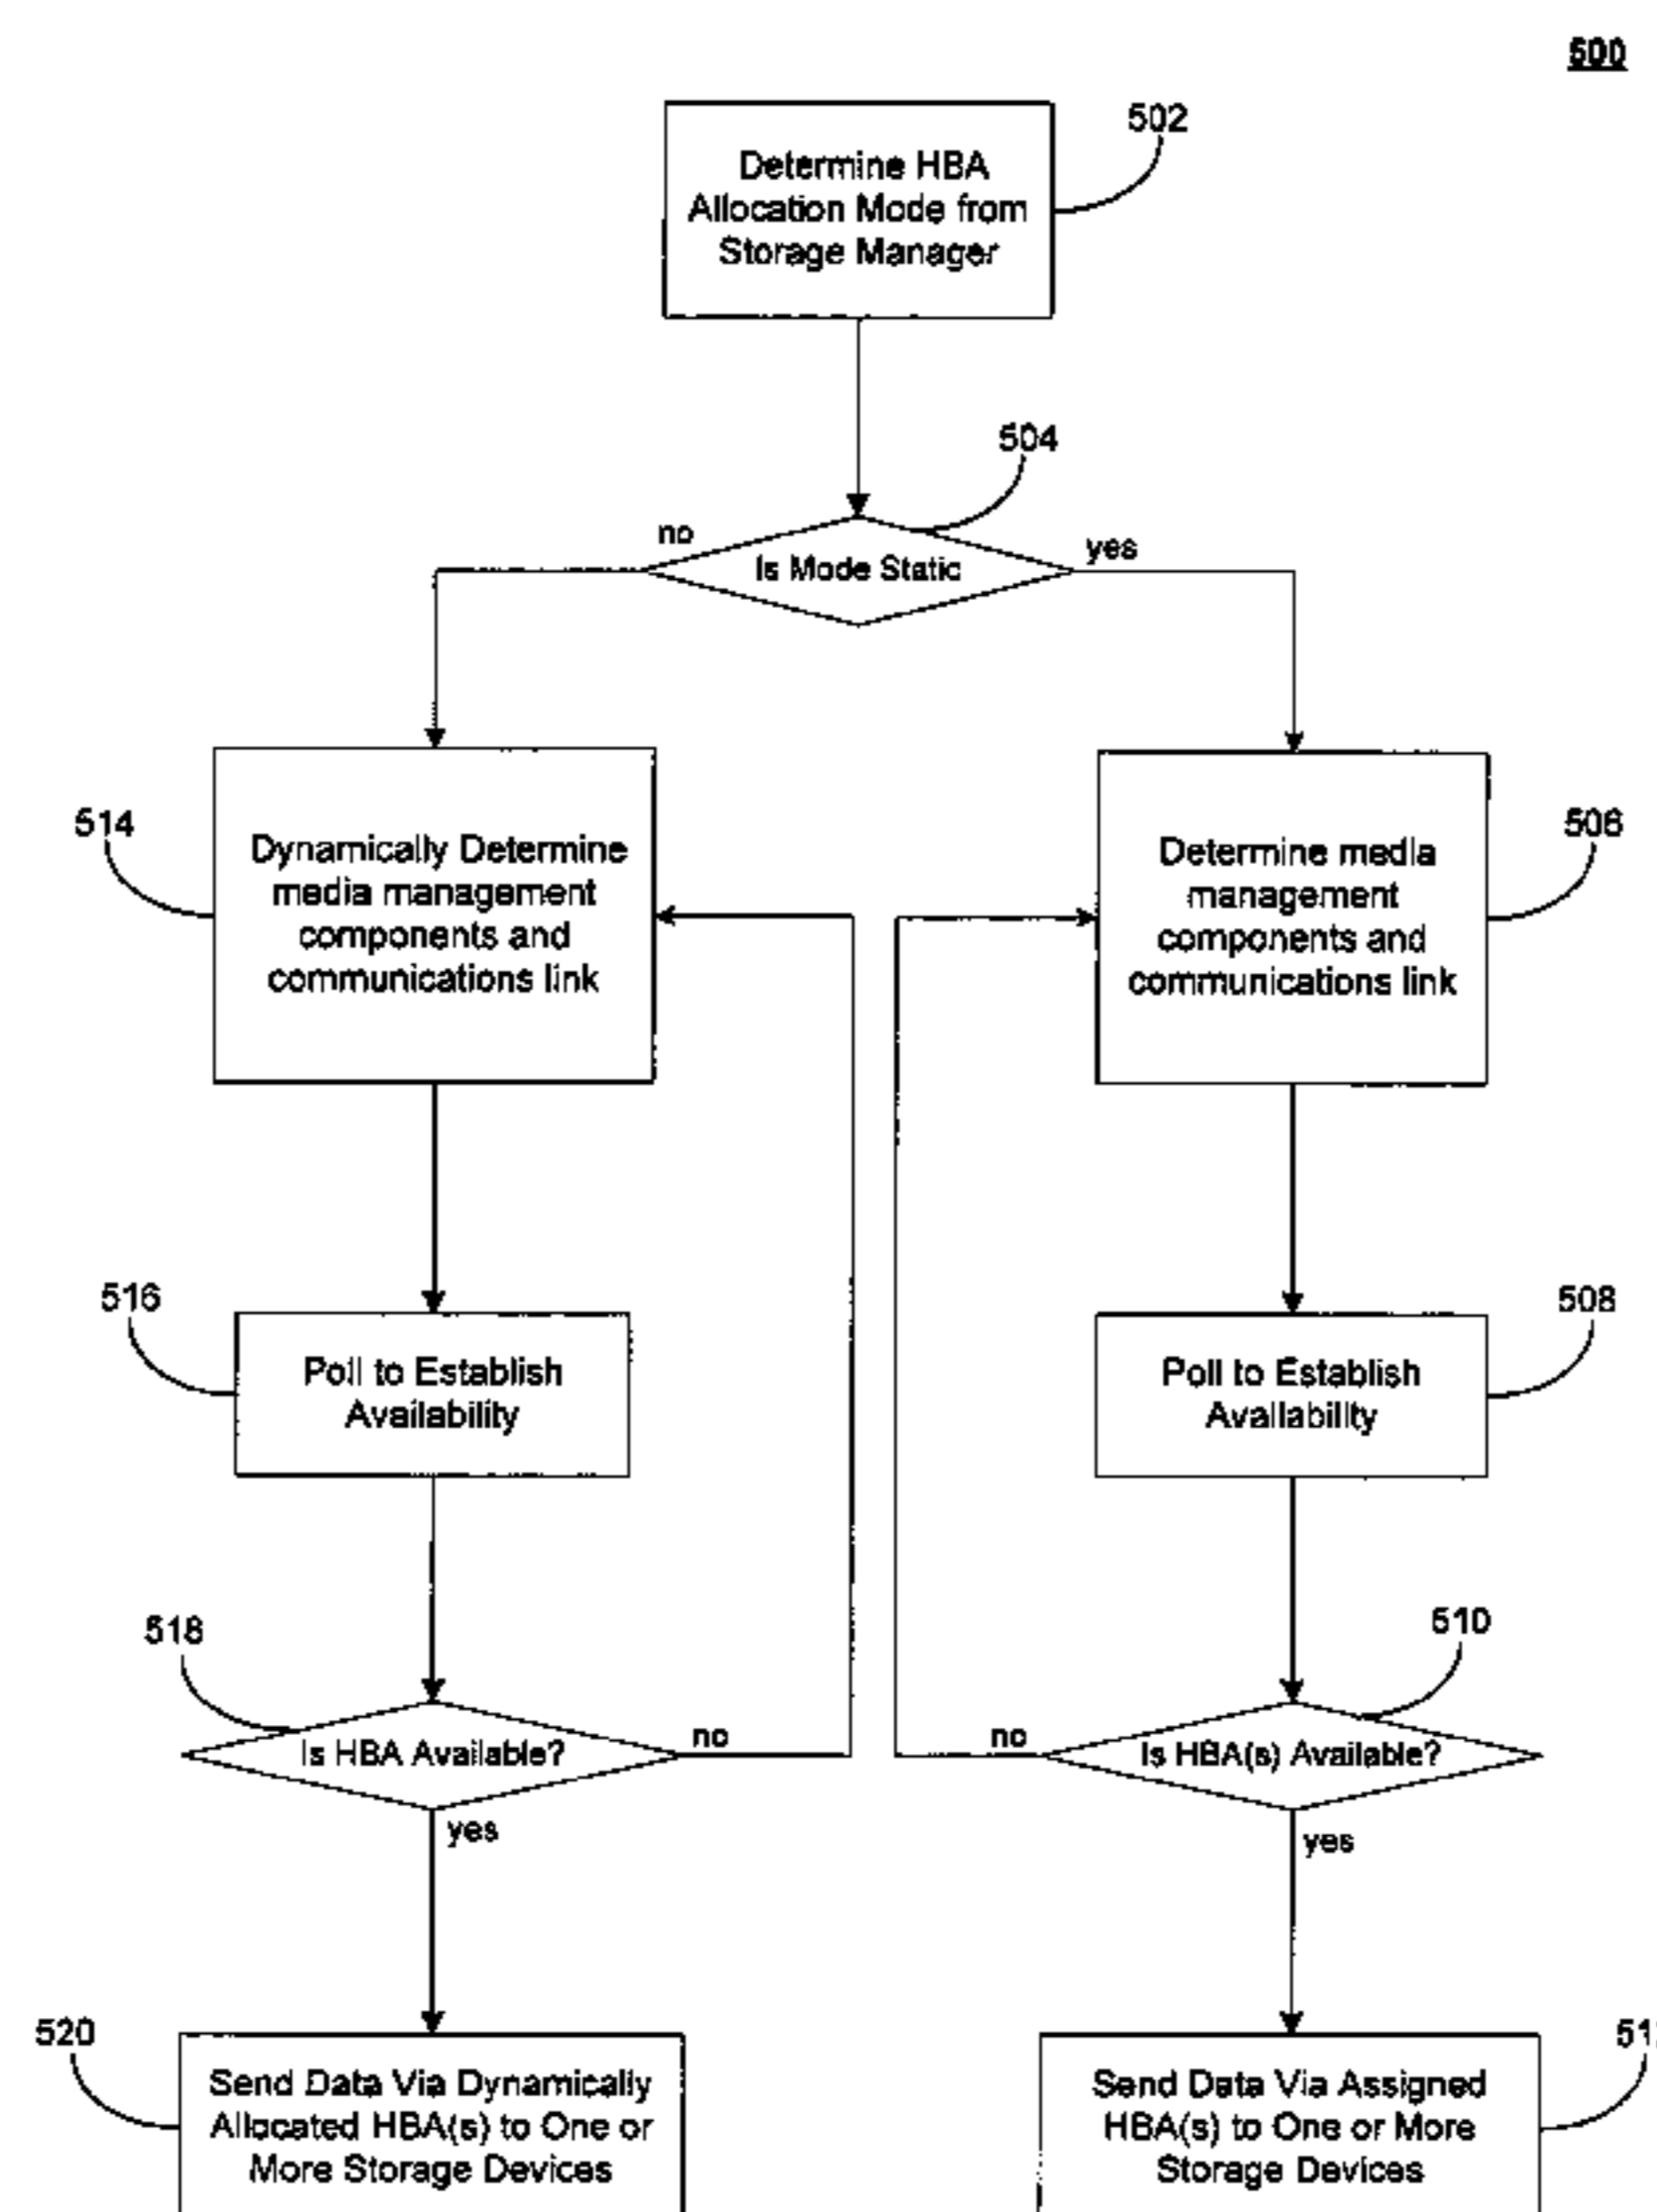 500
502
Determine HBA
Allocation Mode from
Storage Manager
504
no
Is Mode Static
yes
514
Dynamically Determine
media management
components and
communications link
506
Determine media
management
components and
communications link
516
Poll to Establish
Availability
508
Poll to Establish
Availability
518
Is HBA Available?
no
yes
510
no
Is HBA(s) Available?
yes
520
Send Data Via Dynamically
Allocated HBA(s) to One or
More Storage Devices
Send Data Via Assigned
HBA(s) to One or More
Storage Devices